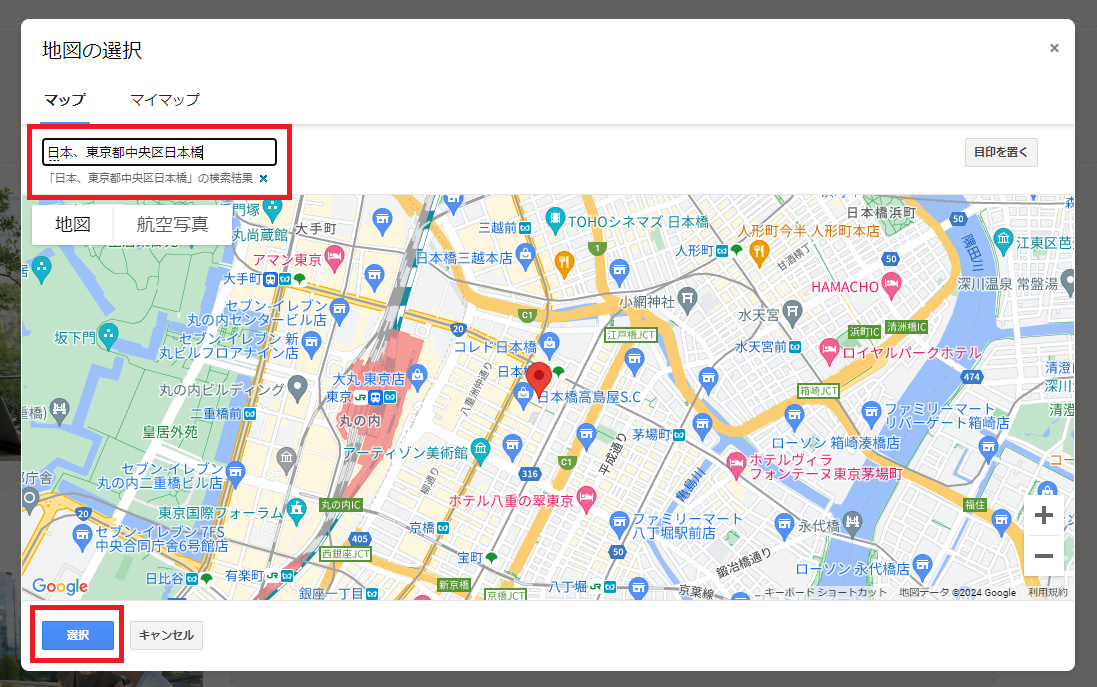 地図の選択
×
マップ
マイマップ
日本、東京都中央区日本橋
「日本、東京都中央区日本橋」の検索結果 ×
目印を置く
地図
航空写真
門塚
丸尚蔵館
大手町
三越前
TOHOシネマズ 日本橋
日本橋浜町
人形町今半 人形町本店
人形町
甘酒横丁
50
隅田川
江東区芭
アマン東京
日本橋三越本店
1
50
大手町
HAMACHO
深川温泉 常盤湯
セブン-イレブン
丸の内センタービル店
小網神社
水天宮
C1
20
浜町IC
清洲橋IC
坂下門
セブン-イレブン 新
丸ビルフロアナイン店
コレド日本橋
江戸橋JCT
水天宮前
ロイヤルパークホテル
清澄
深川
大丸 東京店
474
丸の内ビルディング
東京 JR
八重洲仲通り
日本橋高島屋S.C
箱崎JCT
重橋)
二重橋前
丸の内
ファミリーマート
リバーゲート箱崎店
清澄
皇居外苑
茅場町
ローソン 箱崎湊橋店
アーティゾン美術館
平成通り
C1
316
セブン-イレブン
丸の内二重橋ビル店
柳通り
亀島川
ホテルヴィラ
フォンテーヌ東京茅場町
ホテル八重の翠東京
東京国際フォーラム
丸の内IC
福住
20
京橋
ファミリーマート
八丁堀駅前店
永代橋
+
セブン-イレブン 7FS
中央合同庁舎6号館店
405
西銀座JCT
宝町
50
鍛冶橋通り
−
日比谷
有楽町 JR
新京橋
八丁堀 JR
ローソン 永代橋店
Google
銀座一丁目
京橋JCT
京葉線
キーボード ショートカット
地図データ ©2024 Google
利用規約
選択
キャンセル